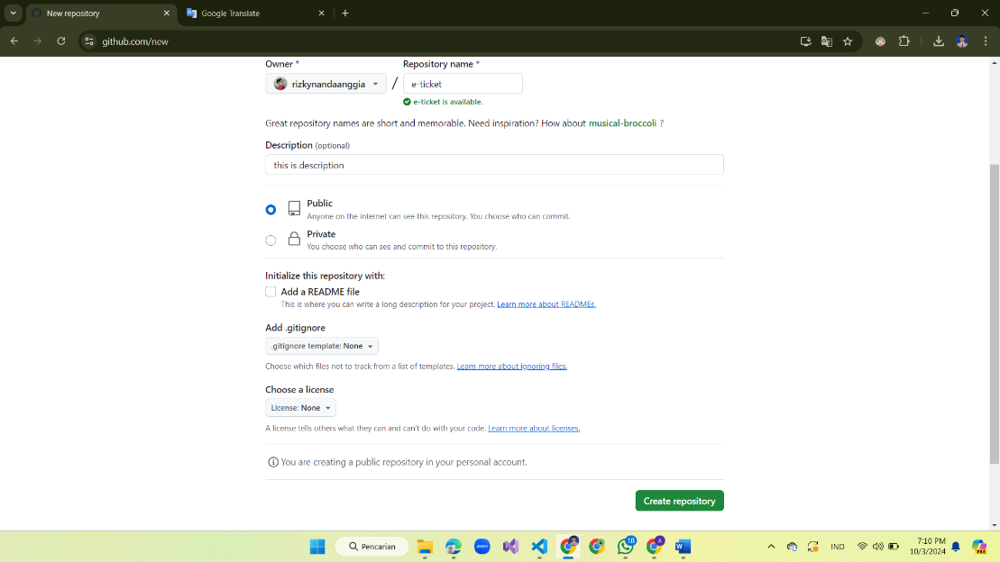 New repository
Google Translate
github.com/new
Owner *
Repository name *
rizkynandaanggia
/
e-ticket
e-ticket is available.
Great repository names are short and memorable. Need inspiration? How about musical-broccoli ?
Description (optional)
this is description
Public
Anyone on the internet can see this repository. You choose who can commit.
Private
You choose who can see and commit to this repository.
Initialize this repository with:
Add a README file
This is where you can write a long description for your project. Learn more about READMEs.
Add .gitignore
.gitignore template: None
Choose which files not to track from a list of templates. Learn more about ignoring files.
Choose a license
License: None
A license tells others what they can and can't do with your code. Learn more about licenses.
You are creating a public repository in your personal account.
Create repository
Pencarian
zoom
18
A
IND
7:10 PM
10/3/2024
PRE